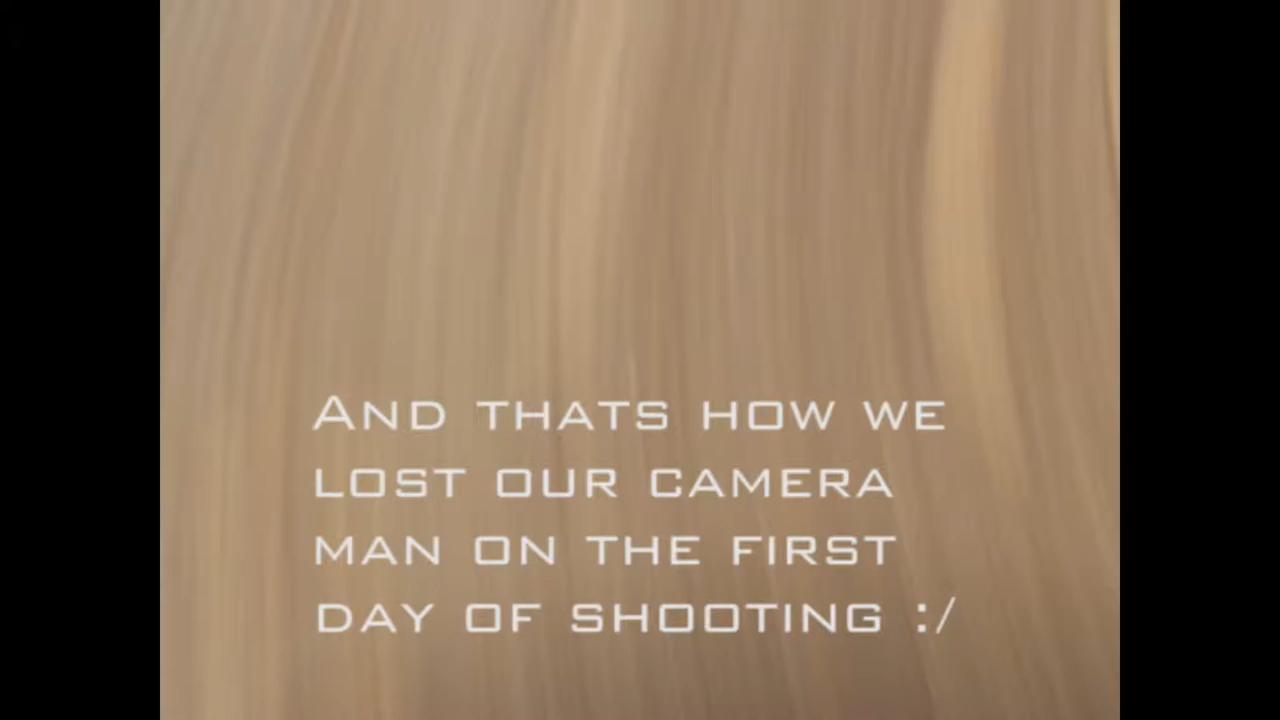 And thats how we
lost our camera
man on the first
day of shooting :/